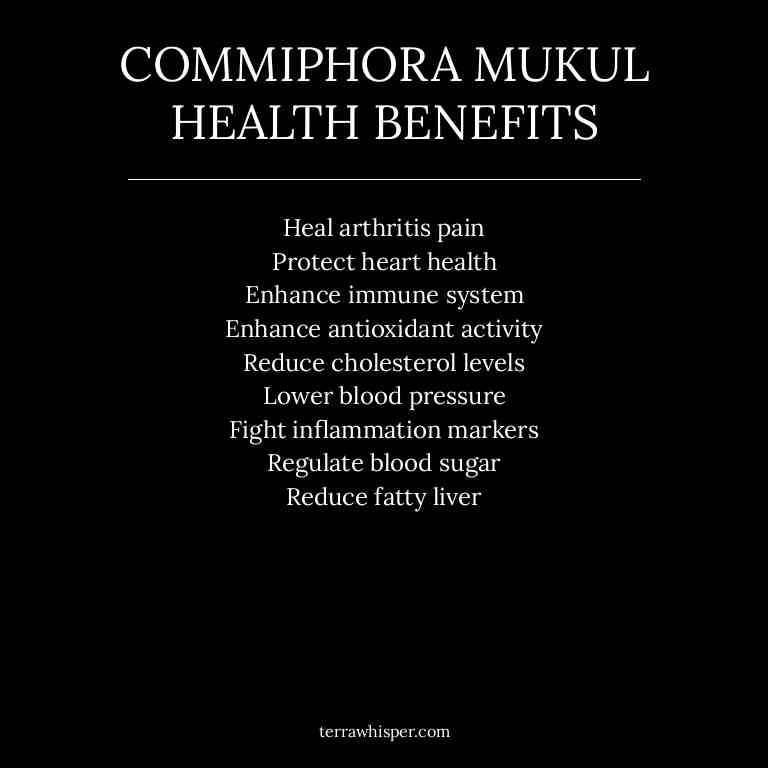 COMMIPHORA MUKUL
HEALTH BENEFITS
Heal arthritis pain
Protect heart health
Enhance immune system
Enhance antioxidant activity
Reduce cholesterol levels
Lower blood pressure
Fight inflammation markers
Regulate blood sugar
Reduce fatty liver
terrawhisper.com